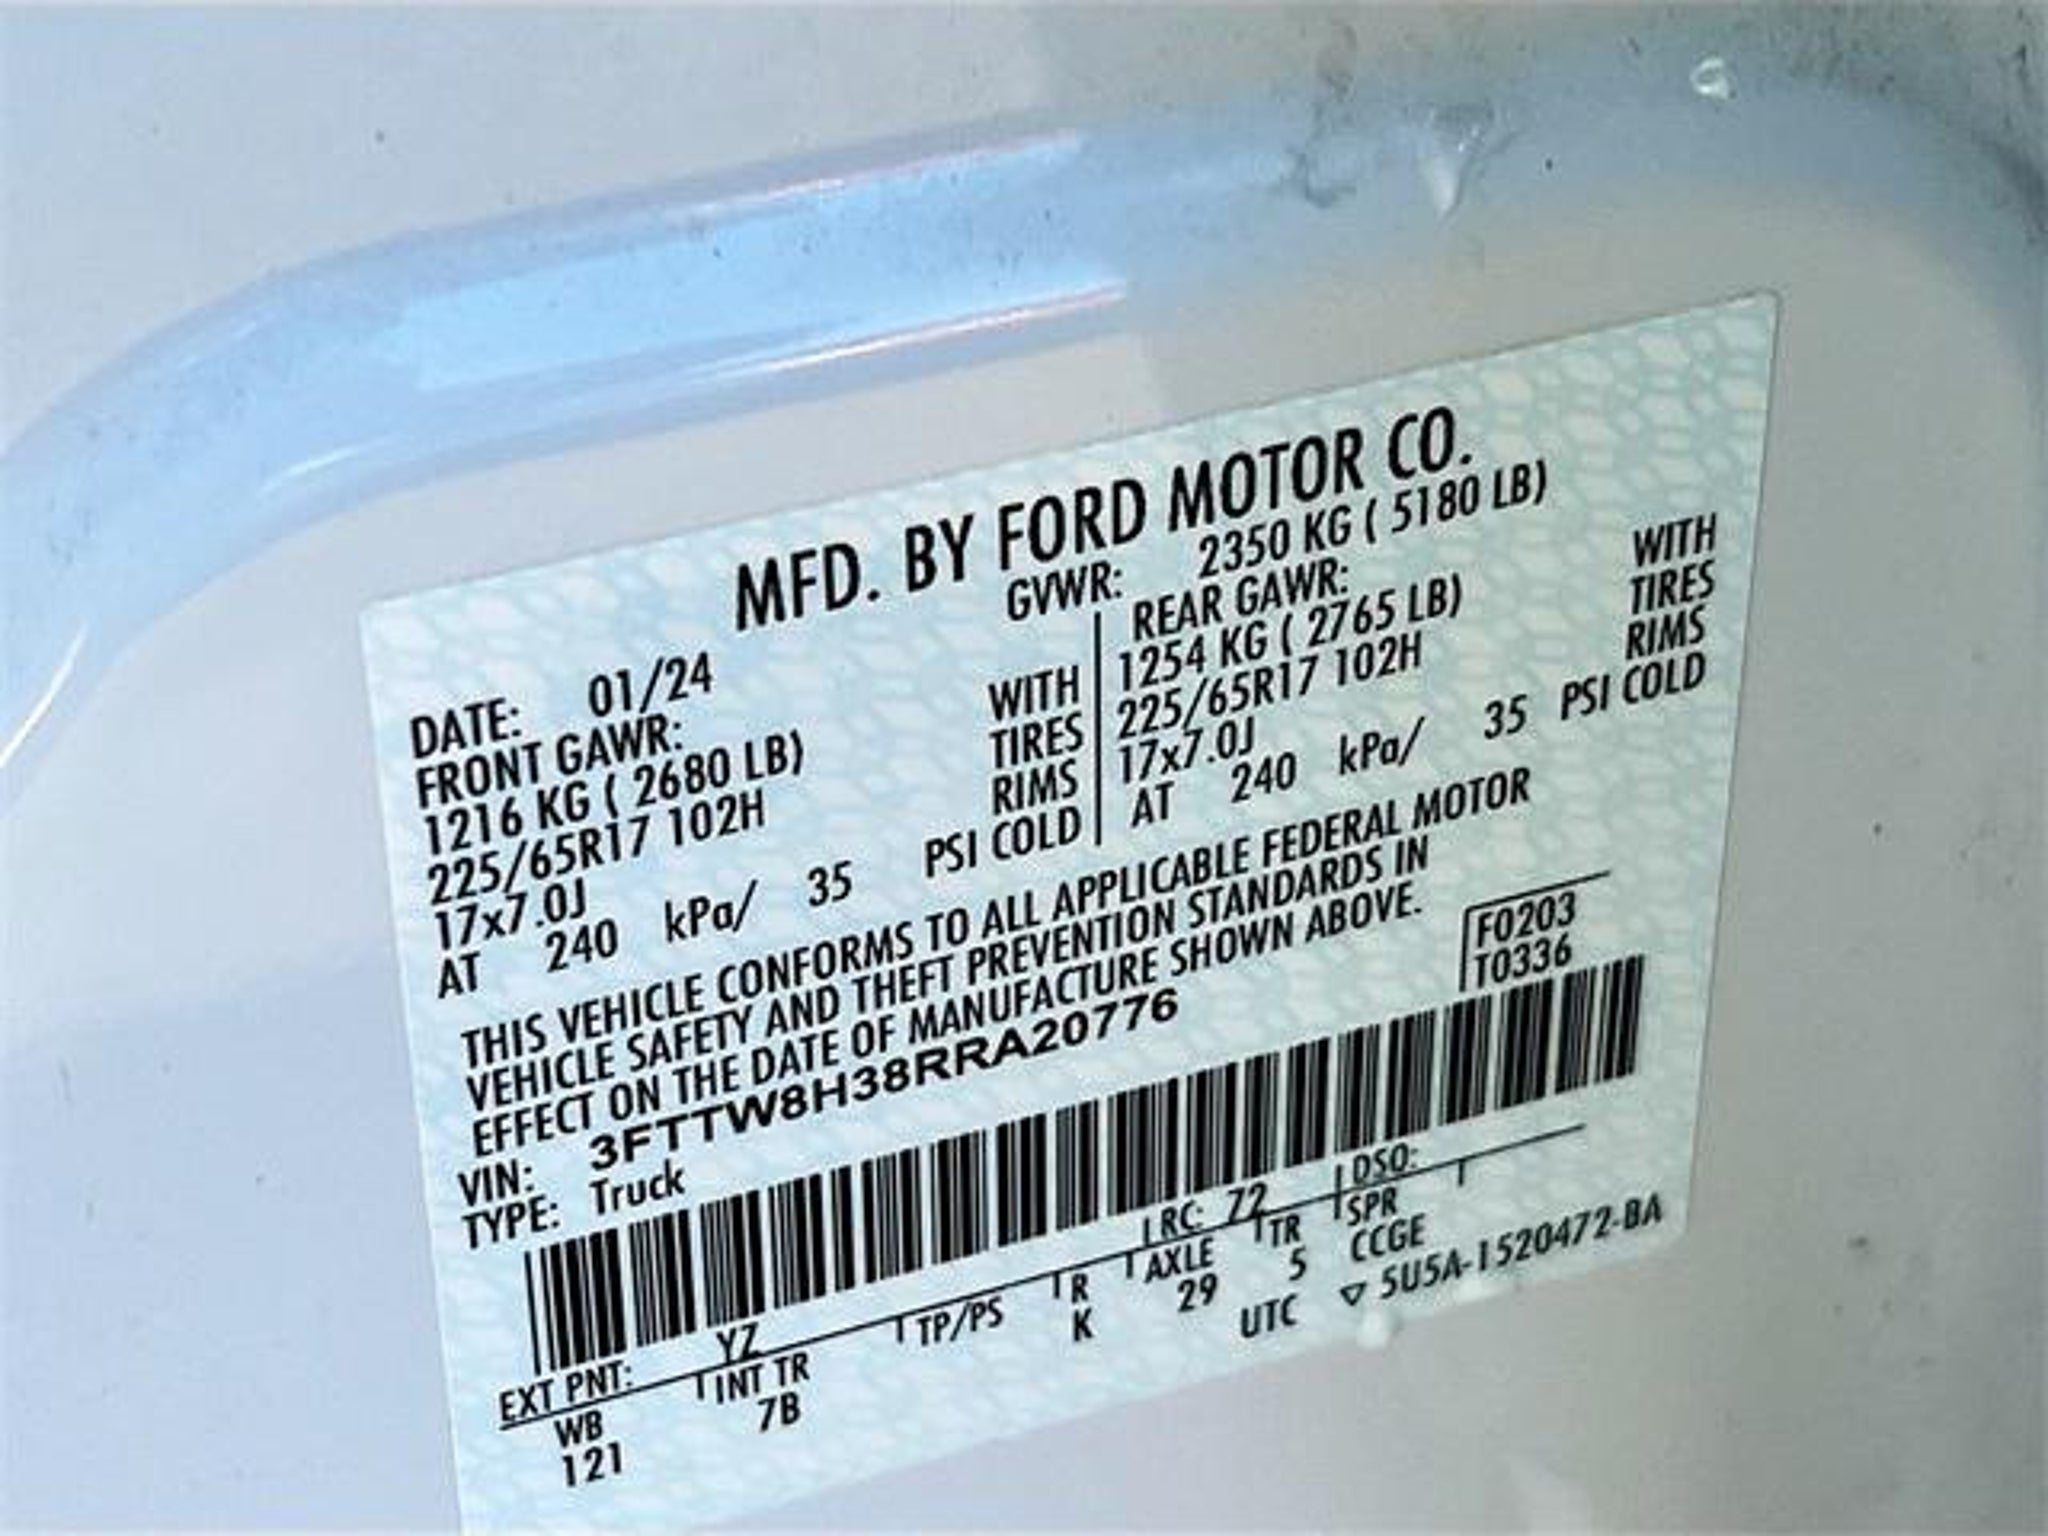 MFD. BY FORD MOTOR CO.
DATE: 01/24 GVWR: 2350 KG ( 5180 LB)
FRONT GAWR: REAR GAWR:
1216 KG ( 2680 LB) WITH 1254 KG ( 2765 LB) WITH
225/65R17 102H TIRES 225/65R17 102H TIRES
17x7.0J RIMS 17x7.0J RIMS
AT 240 kPa/ 35 PSI COLD AT 240 kPa/ 35 PSI COLD
THIS VEHICLE CONFORMS TO ALL APPLICABLE FEDERAL MOTOR
VEHICLE SAFETY AND THEFT PREVENTION STANDARDS IN
EFFECT ON THE DATE OF MANUFACTURE SHOWN ABOVE.
F0203
T0336
VIN: 3FTTW8H38RRA20776
TYPE: Truck
EXT PNT: YZ RC: 72 DSO:
WB INT TR TP/PS R AXLE TR SPR
121 7B K 29 5 CCGE
UTC ▽ 5U5A-1520472-BA